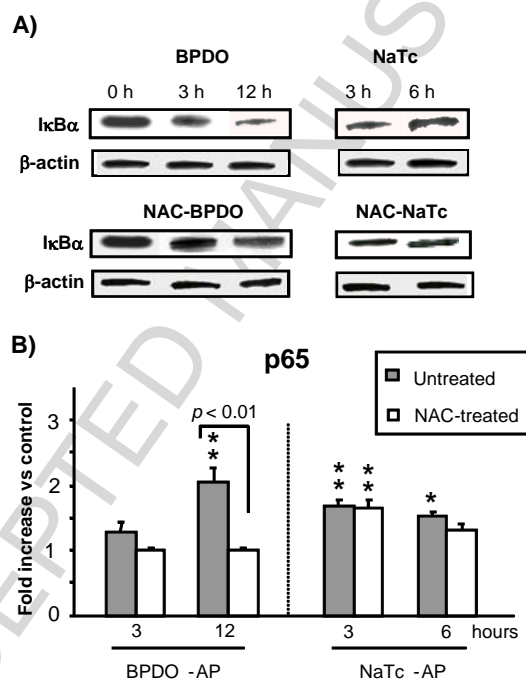 A)
BPDO NaTc
0 h 3 h 12 h 3 h 6 h
IκBα
β-actin
NAC-BPDO NAC-NaTc
IκBα
β-actin
B)
p65
Untreated
NAC-treated
Fold increase vs control
3
2
1
0
p < 0.01
* *
* *
* *
*
3 12 3 6 hours
BPDO -AP NaTc -AP
EPTED MANUS